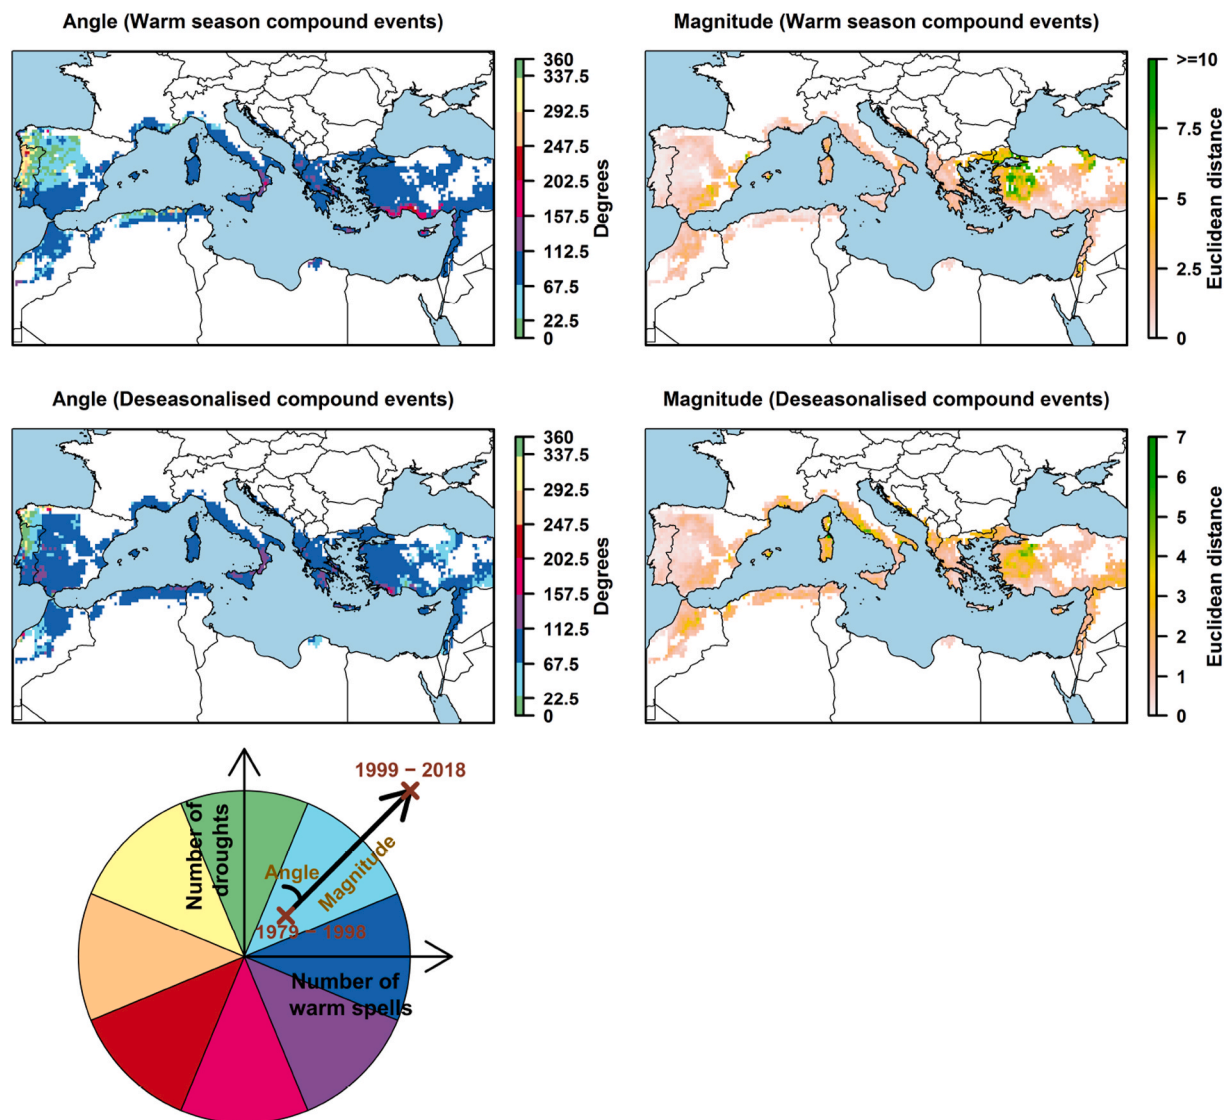 Angle (Warm season compound events)
360
337.5
292.5
247.5
202.5
157.5
112.5
67.5
22.5
0
Degrees
Magnitude (Warm season compound events)
>=10
7.5
5
2.5
0
Euclidean distance
Angle (Deseasonalised compound events)
360
337.5
292.5
247.5
202.5
157.5
112.5
67.5
22.5
0
Degrees
Magnitude (Deseasonalised compound events)
7
6
5
4
3
2
1
0
Euclidean distance
1999 − 2018
Number of
droughts
Angle
Magnitude
1979 − 1998
Number of
warm spells